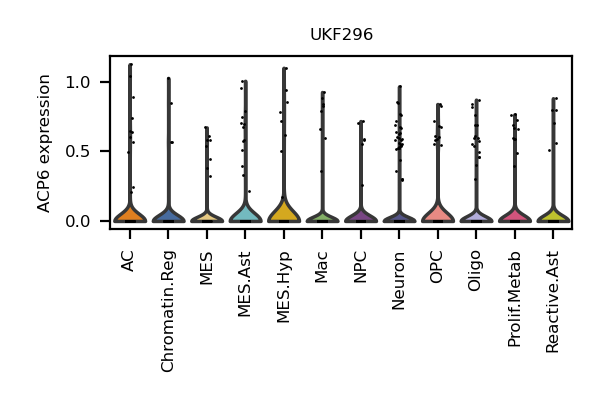 UKF296
ACP6 expression
1.0
0.5
0.0
AC
Chromatin.Reg
MES
MES.Ast
MES.Hyp
Mac
NPC
Neuron
OPC
Oligo
Prolif.Metab
Reactive.Ast